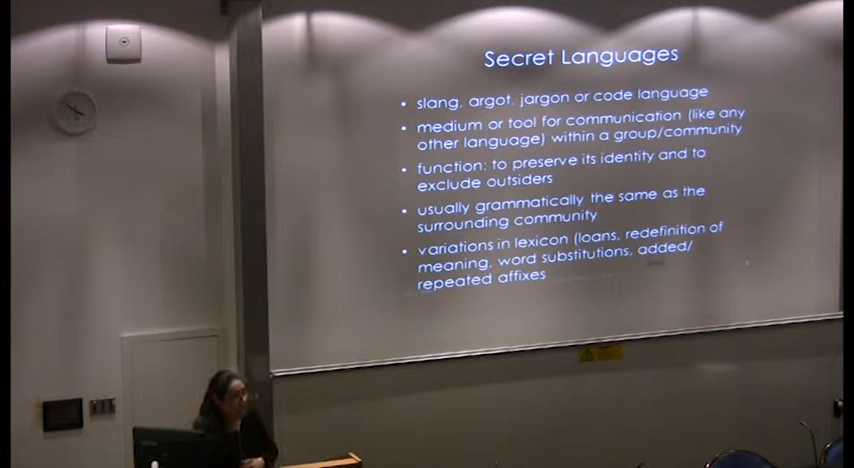 Secret Languages
• slang, argot, jargon or code language
• medium or tool for communication (like any
other language) within a group/community
• function: to preserve its identity and to
exclude outsiders
• usually grammatically the same as the
surrounding community
• variations in lexicon (loans, redefinition of
meaning, word substitutions, added/
repeated affixes